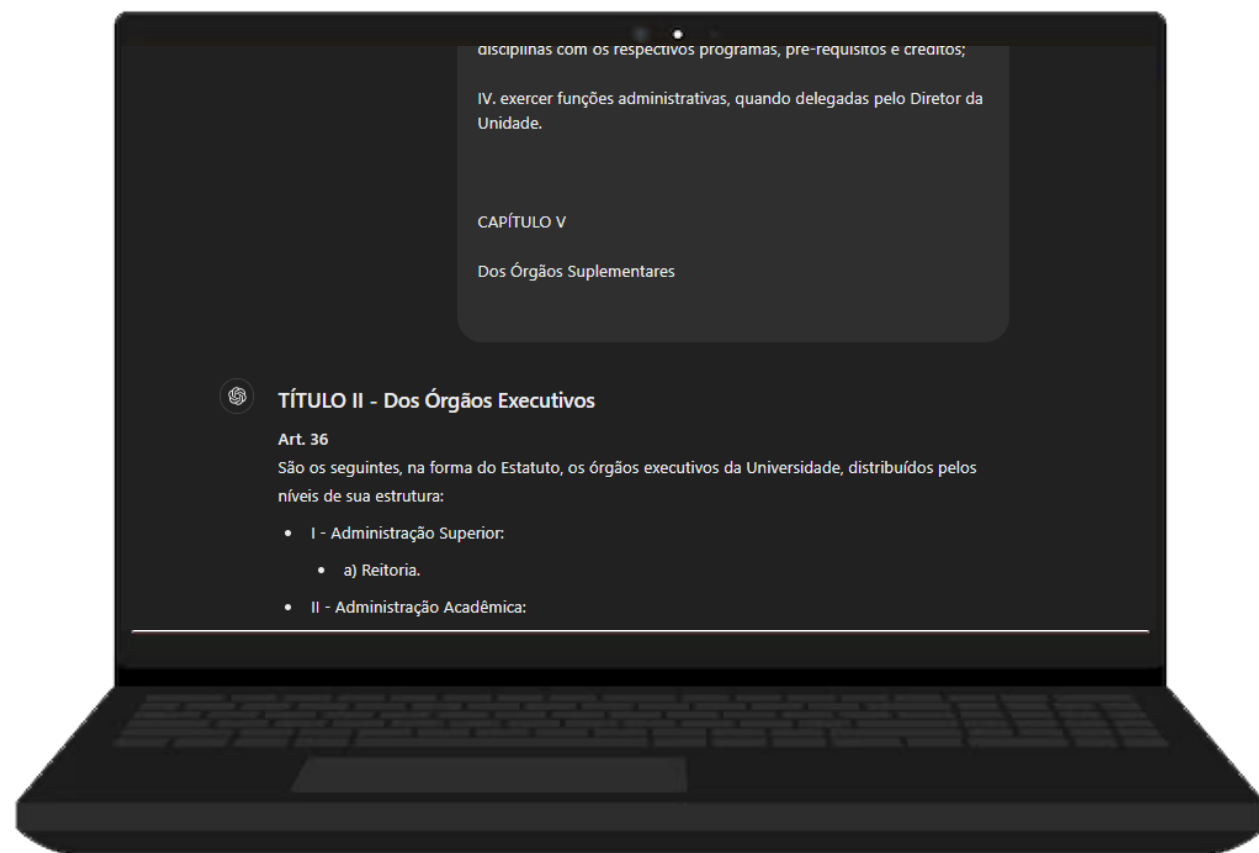 disciplinas com os respectivos programas, pré-requisitos e créditos;
IV. exercer funções administrativas, quando delegadas pelo Diretor da
Unidade.
CAPÍTULO V
Dos Órgãos Suplementares
TÍTULO II - Dos Órgãos Executivos
Art. 36
São os seguintes, na forma do Estatuto, os órgãos executivos da Universidade, distribuídos pelos
níveis de sua estrutura:
• I - Administração Superior:
• a) Reitoria.
• II - Administração Acadêmica: